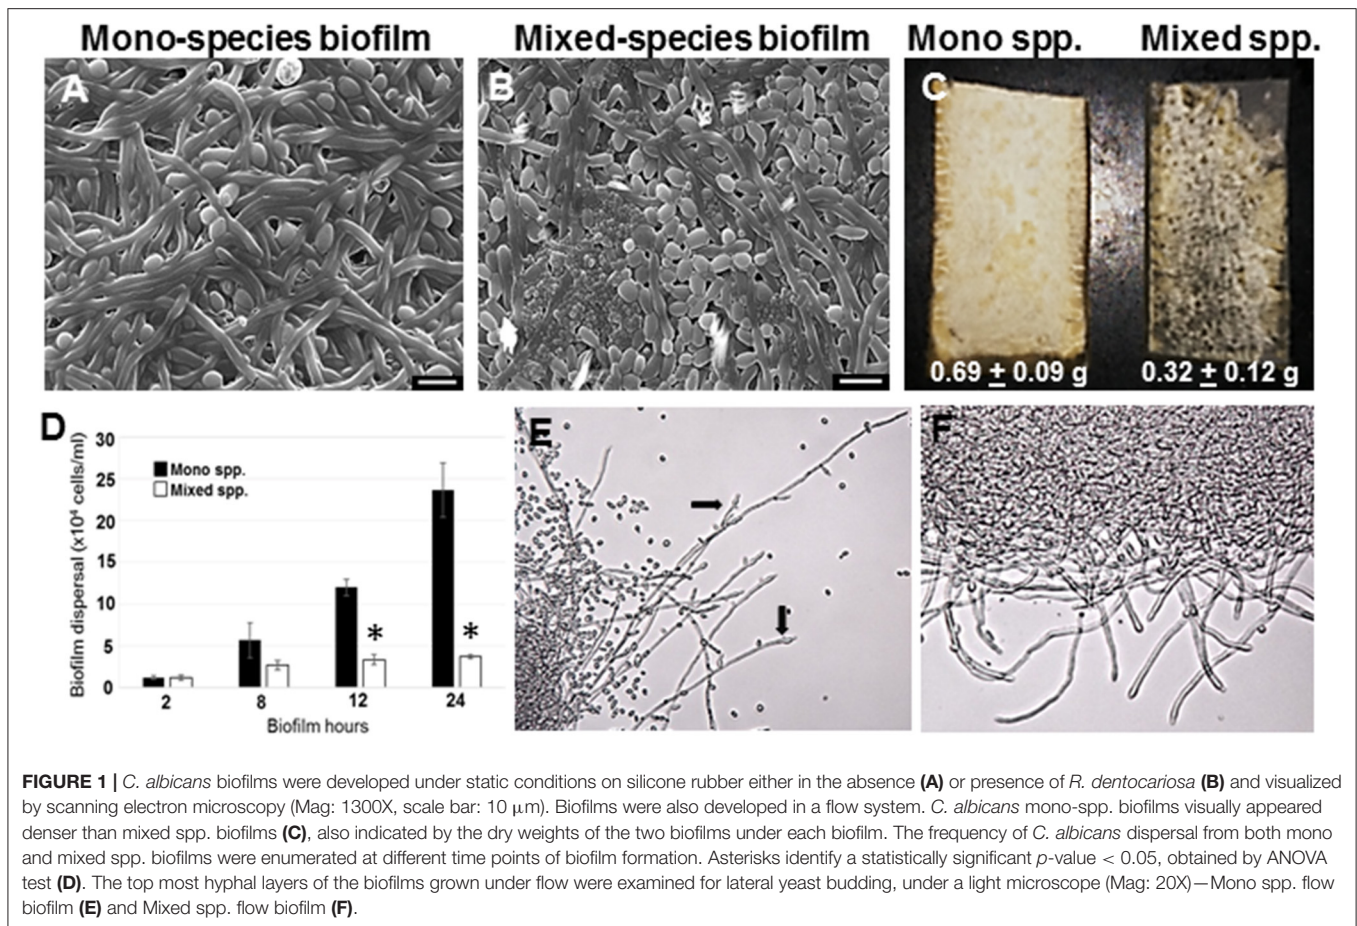 Mono-species biofilm
Mixed-species biofilm
Mono spp. Mixed spp.
A
B
C
0.69 ± 0.09 g
0.32 ± 0.12 g
D
Biofilm dispersal (x10⁴ cells/ml)
30
25
20
15
10
5
0
Mono spp.
Mixed spp.
*
*
2 8 12 24
Biofilm hours
E
F
FIGURE 1 | C. albicans biofilms were developed under static conditions on silicone rubber either in the absence (A) or presence of R. dentocariosa (B) and visualized
by scanning electron microscopy (Mag: 1300X, scale bar: 10 μm). Biofilms were also developed in a flow system. C. albicans mono-spp. biofilms visually appeared
denser than mixed spp. biofilms (C), also indicated by the dry weights of the two biofilms under each biofilm. The frequency of C. albicans dispersal from both mono
and mixed spp. biofilms were enumerated at different time points of biofilm formation. Asterisks identify a statistically significant p-value < 0.05, obtained by ANOVA
test (D). The top most hyphal layers of the biofilms grown under flow were examined for lateral yeast budding, under a light microscope (Mag: 20X)—Mono spp. flow
biofilm (E) and Mixed spp. flow biofilm (F).